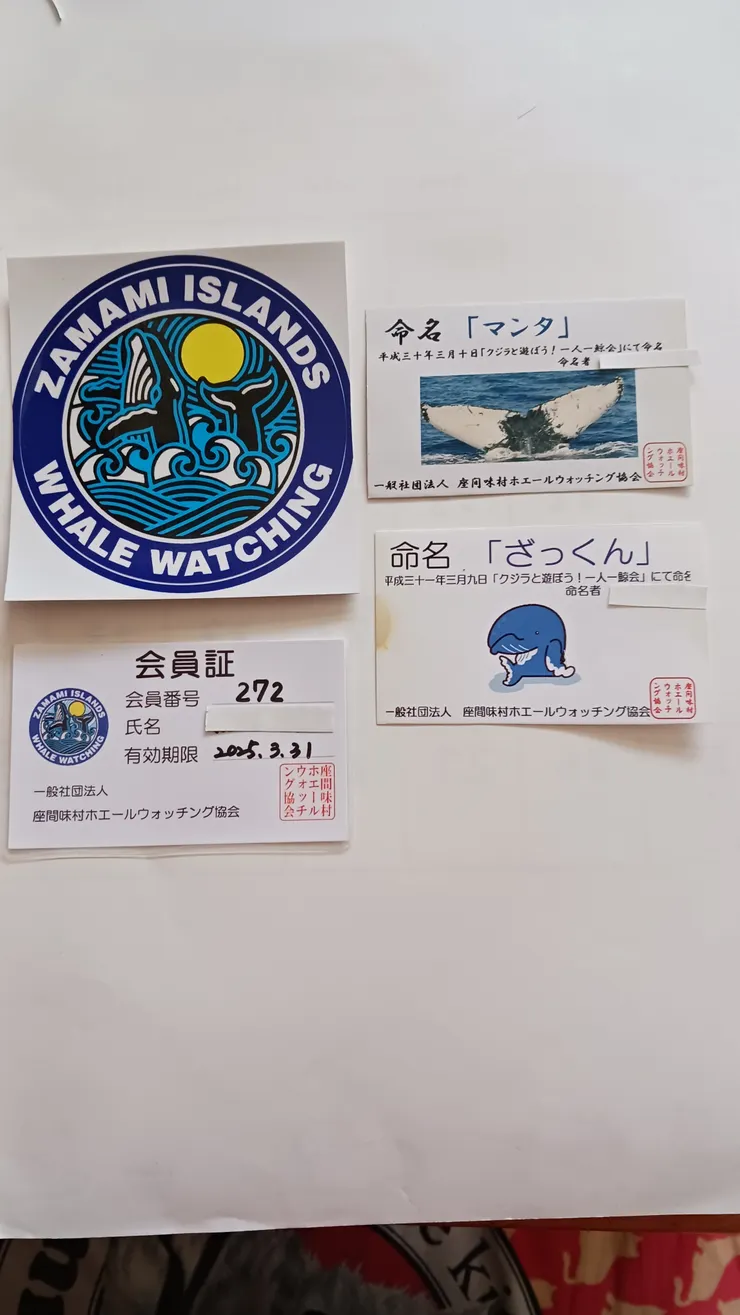 ZAMAMI ISLANDS
WHALE WATCHING
命名「マンタ」
平成三十年三月十日「クジラと遊ぼう！一人一鯨会」にて命名
命名者
一般社団法人 座间味村ホエールウォッチング協会
座間味村
ホエール
ウォッチ
ング協会
命名 「ざっくん」
平成三十一年三月九日「クジラと遊ぼう！一人一鯨会」にて命名
命名者
一般社団法人 座間味村ホエールウォッチング協会
座間味村
ホエール
ウォッチ
ング協会
会員証
ZAMAMI ISLANDS
WHALE WATCHING
会員番号 272
氏名
有効期限 2025.3.31
一般社団法人
座間味村ホエールウォッチング協会
座間味村
ホエール
ウォッチ
ング協会